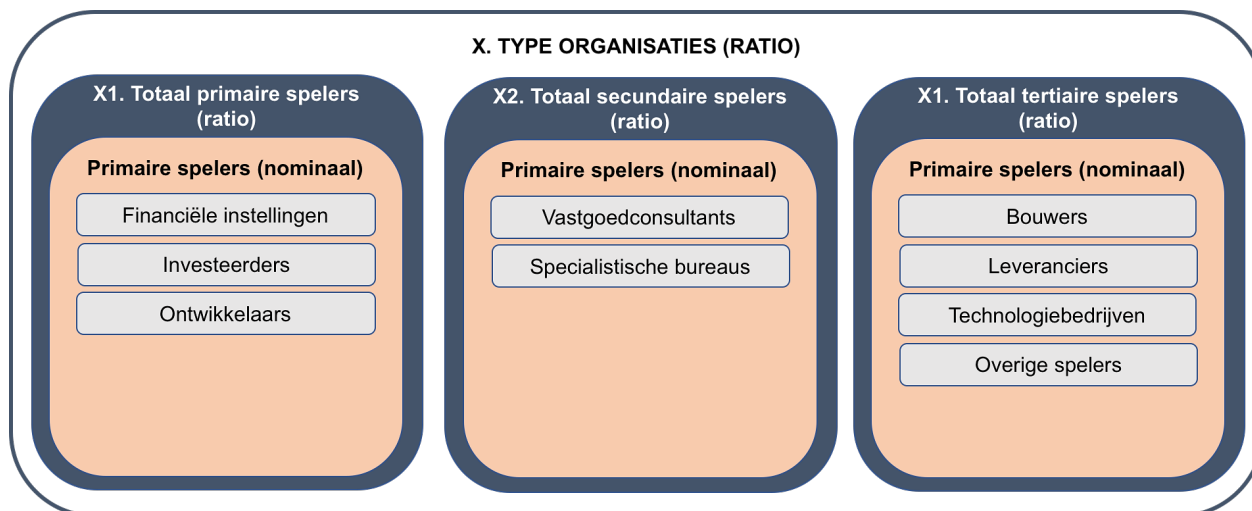 X. TYPE ORGANISATIES (RATIO)
X1. Totaal primaire spelers
(ratio)
Primaire spelers (nominaal)
Financiële instellingen
Investeerders
Ontwikkelaars
X2. Totaal secundaire spelers
(ratio)
Primaire spelers (nominaal)
Vastgoedconsultants
Specialistische bureaus
X1. Totaal tertiaire spelers
(ratio)
Primaire spelers (nominaal)
Bouwers
Leveranciers
Technologiebedrijven
Overige spelers